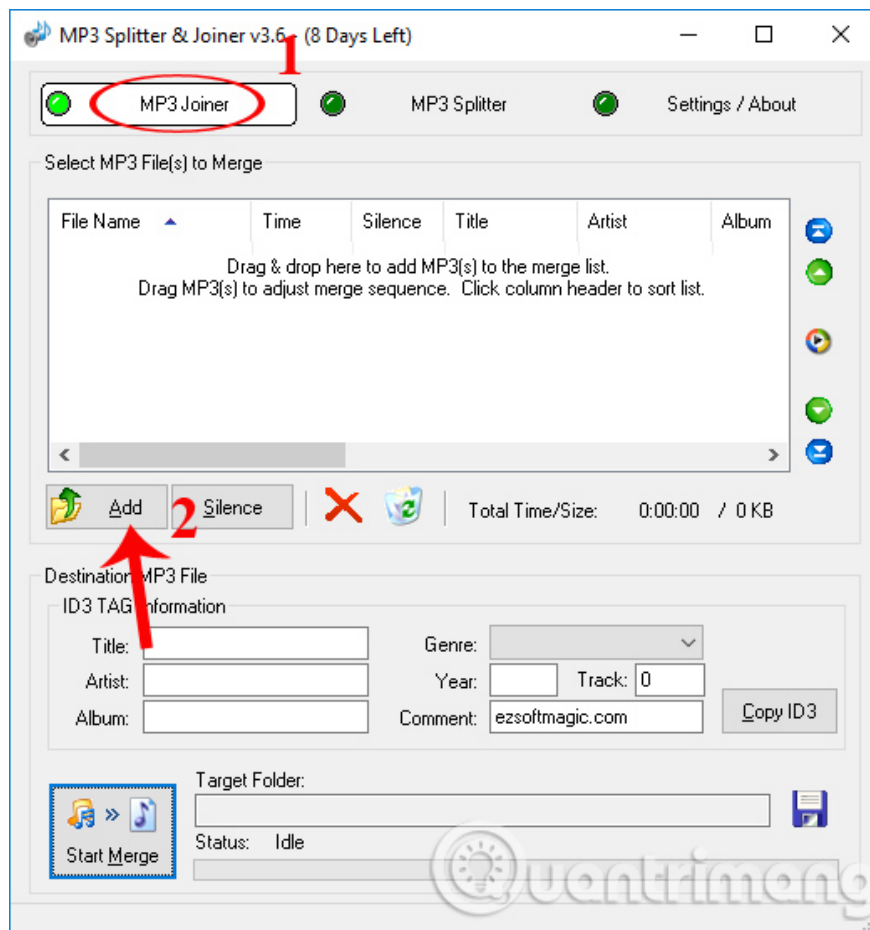 MP3 Splitter & Joiner v3.6 - (8 Days Left)
1
MP3 Joiner MP3 Splitter Settings / About
Select MP3 File(s) to Merge
File Name Time Silence Title Artist Album
Drag & drop here to add MP3(s) to the merge list.
Drag MP3(s) to adjust merge sequence. Click column header to sort list.
Add 2 Silence Total Time/Size: 0:00:00 / 0 KB
Destination MP3 File
ID3 TAG Information
Title: Genre:
Artist: Year: Track: 0
Album: Comment: ezsoftmagic.com Copy ID3
Target Folder:
Status: Idle
Start Merge
Quantrimang